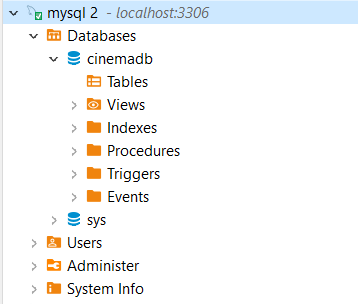 mysql 2 - localhost:3306
Databases
cinemadb
Tables
Views
Indexes
Procedures
Triggers
Events
sys
Users
Administer
System Info